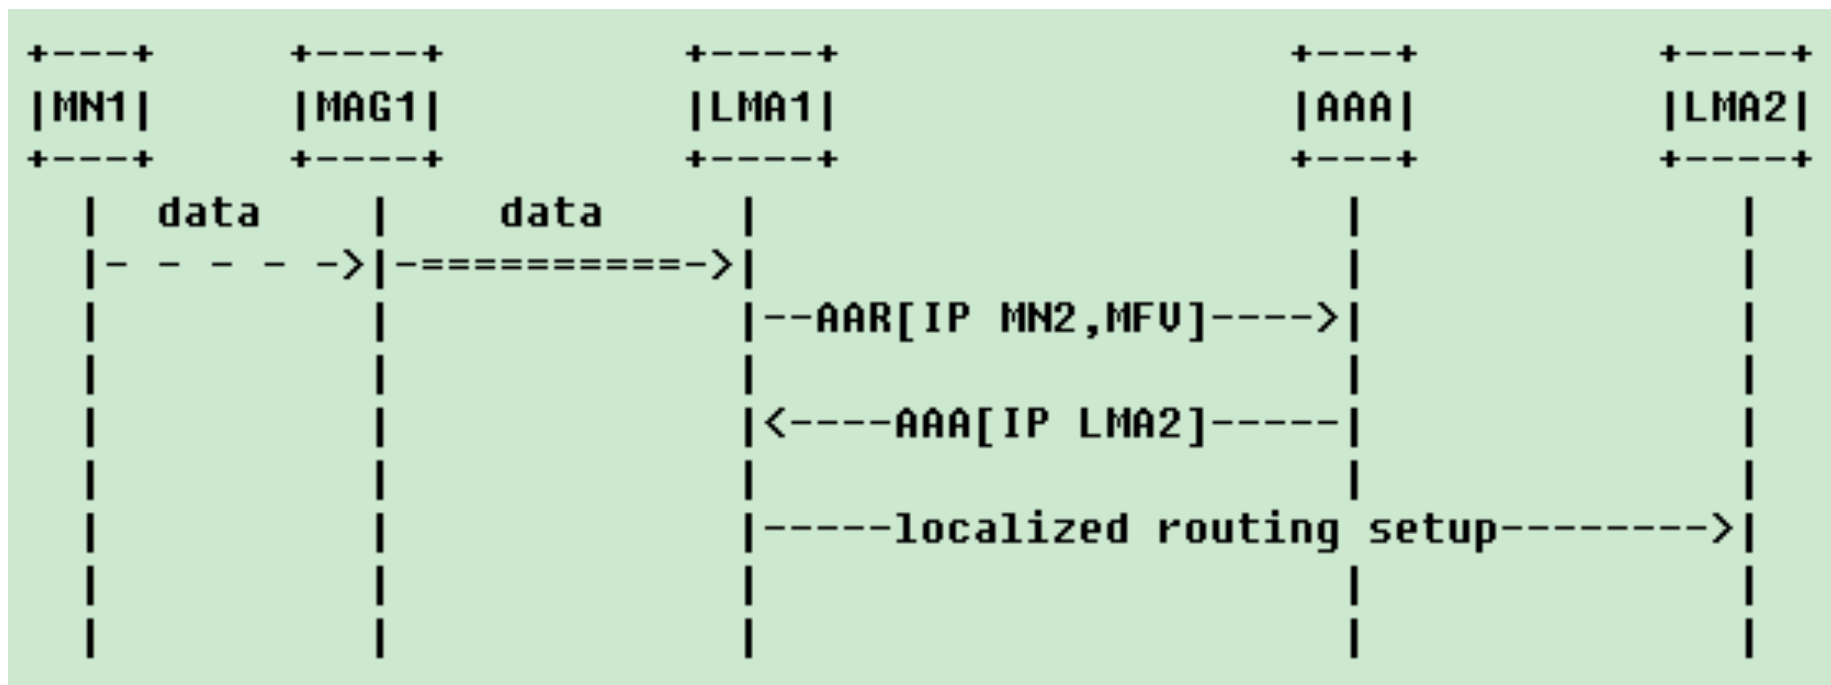 +---+     +----+         +----+                 +---+         +-----+
|MN1|     |MAG1|         |LMA1|                 |AAA|         |LMA2|
+---+     +----+         +----+                 +---+         +-----+
  |  data    |    data     |                      |              |
  |- - - - ->|-===========->|                      |              |
  |          |             |--AAR[IP MN2,MFV]---->|              |
  |          |             |                      |              |
  |          |             |<----AAA[IP LMA2]-----|              |
  |          |             |                      |              |
  |          |             |-----localized routing setup-------->|
  |          |             |                      |              |
  |          |             |                      |              |